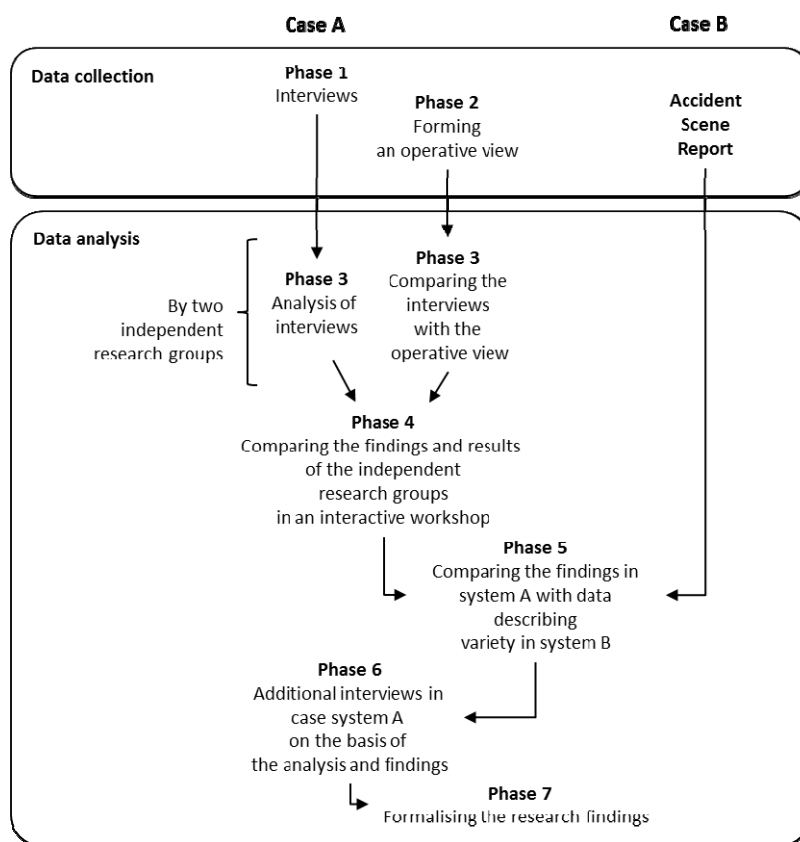 Case A
Case B
Data collection
Phase 1
Interviews
Phase 2
Forming
an operative view
Accident
Scene
Report
Data analysis
By two
independent
research groups
Phase 3
Analysis of
interviews
Phase 3
Comparing the
interviews
with the
operative view
Phase 4
Comparing the findings and results
of the independent
research groups
in an interactive workshop
Phase 5
Comparing the findings in
system A with data
describing
variety in system B
Phase 6
Additional interviews in
case system A
on the basis of
the analysis and findings
Phase 7
Formalising the research findings